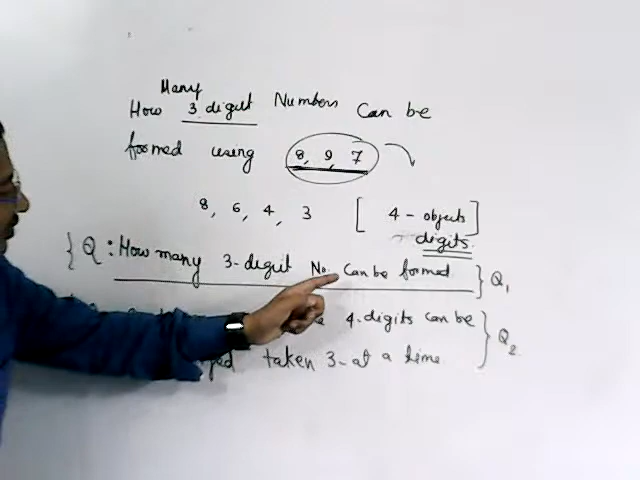 Many
How 3 digit Numbers Can be
formed using 8, 9, 7
8, 6, 4, 3 [ 4 - objects ]
digits.
{ Q : How many 3-digit No. Can be formed } Q1
4-digits can be } Q2
taken 3-at a time